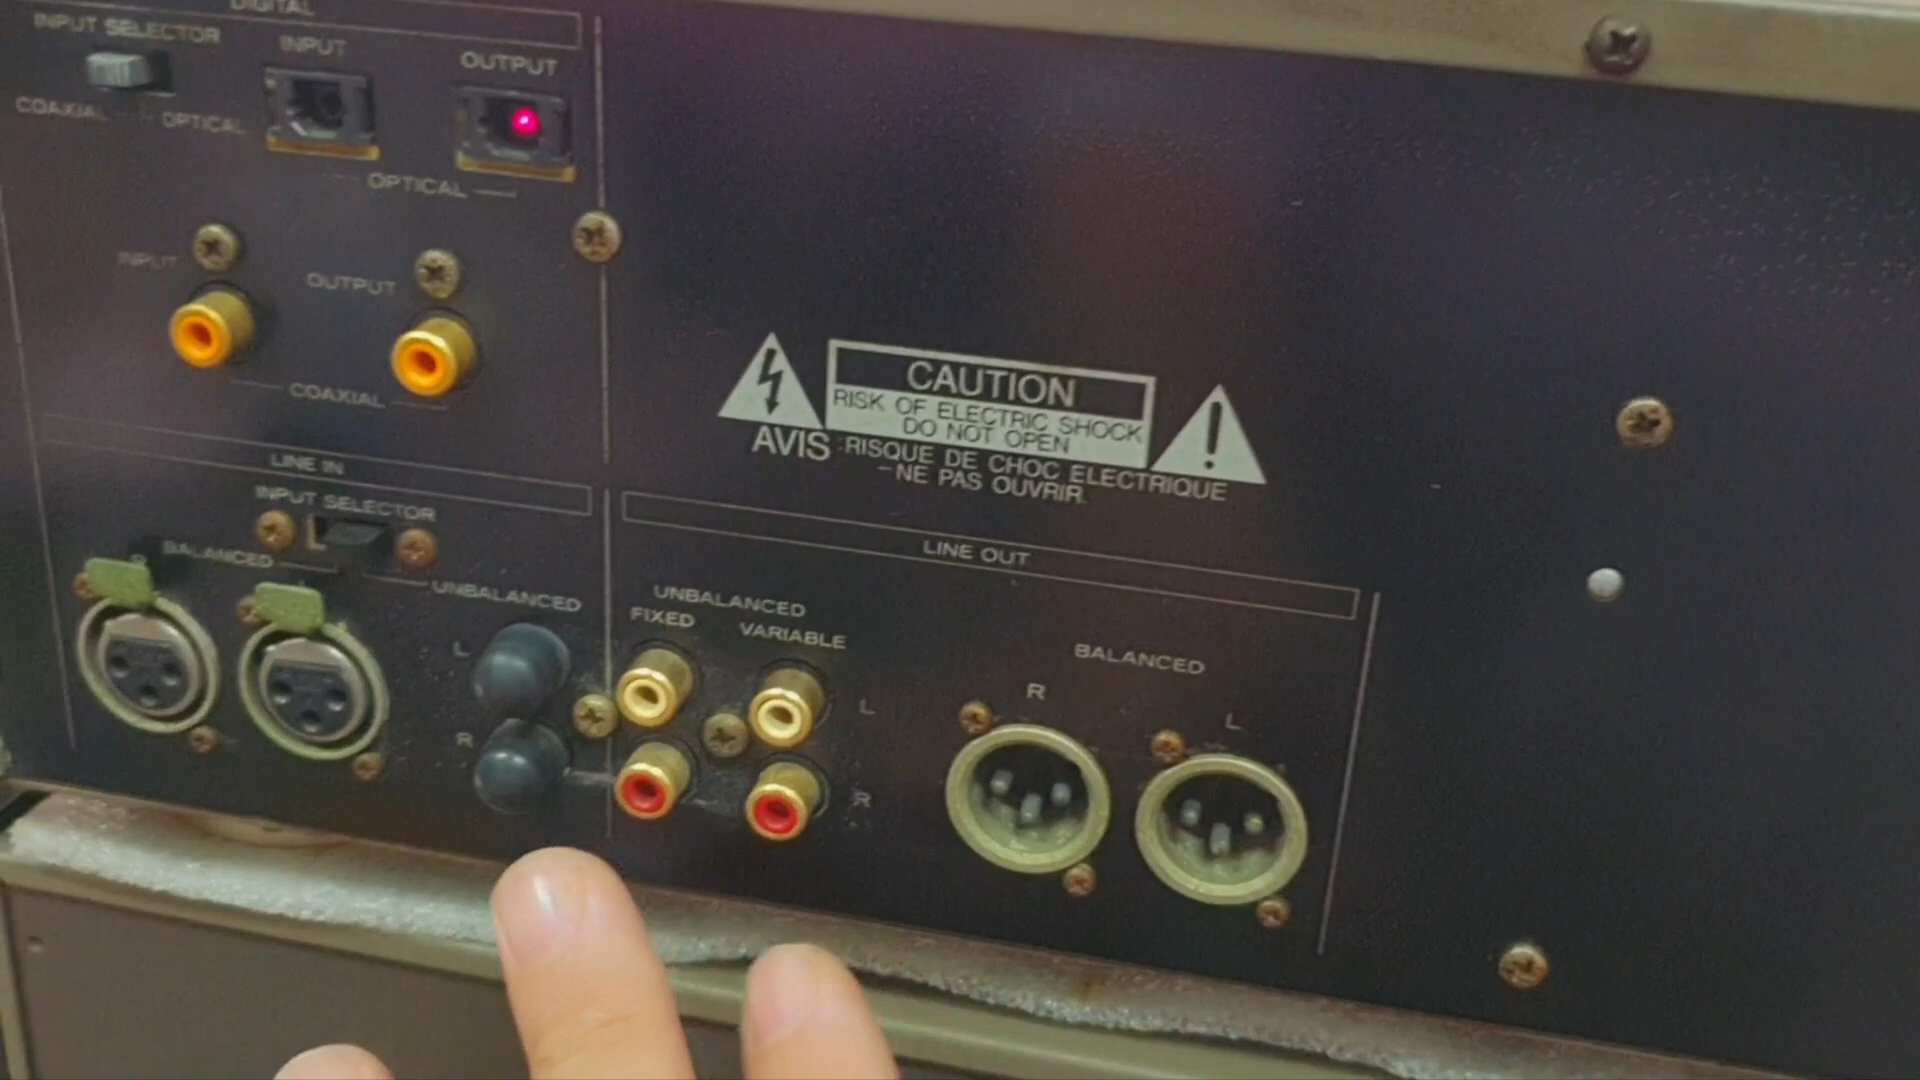 DIGITAL
INPUT SELECTOR
INPUT
OUTPUT
COAXIAL
OPTICAL
OPTICAL
INPUT
OUTPUT
COAXIAL
CAUTION
RISK OF ELECTRIC SHOCK
DO NOT OPEN
AVIS :RISQUE DE CHOC ELECTRIQUE
-NE PAS OUVRIR.
LINE IN
INPUT SELECTOR
BALANCED
UNBALANCED
R
L
R
LINE OUT
UNBALANCED
FIXED
VARIABLE
L
R
BALANCED
R
L